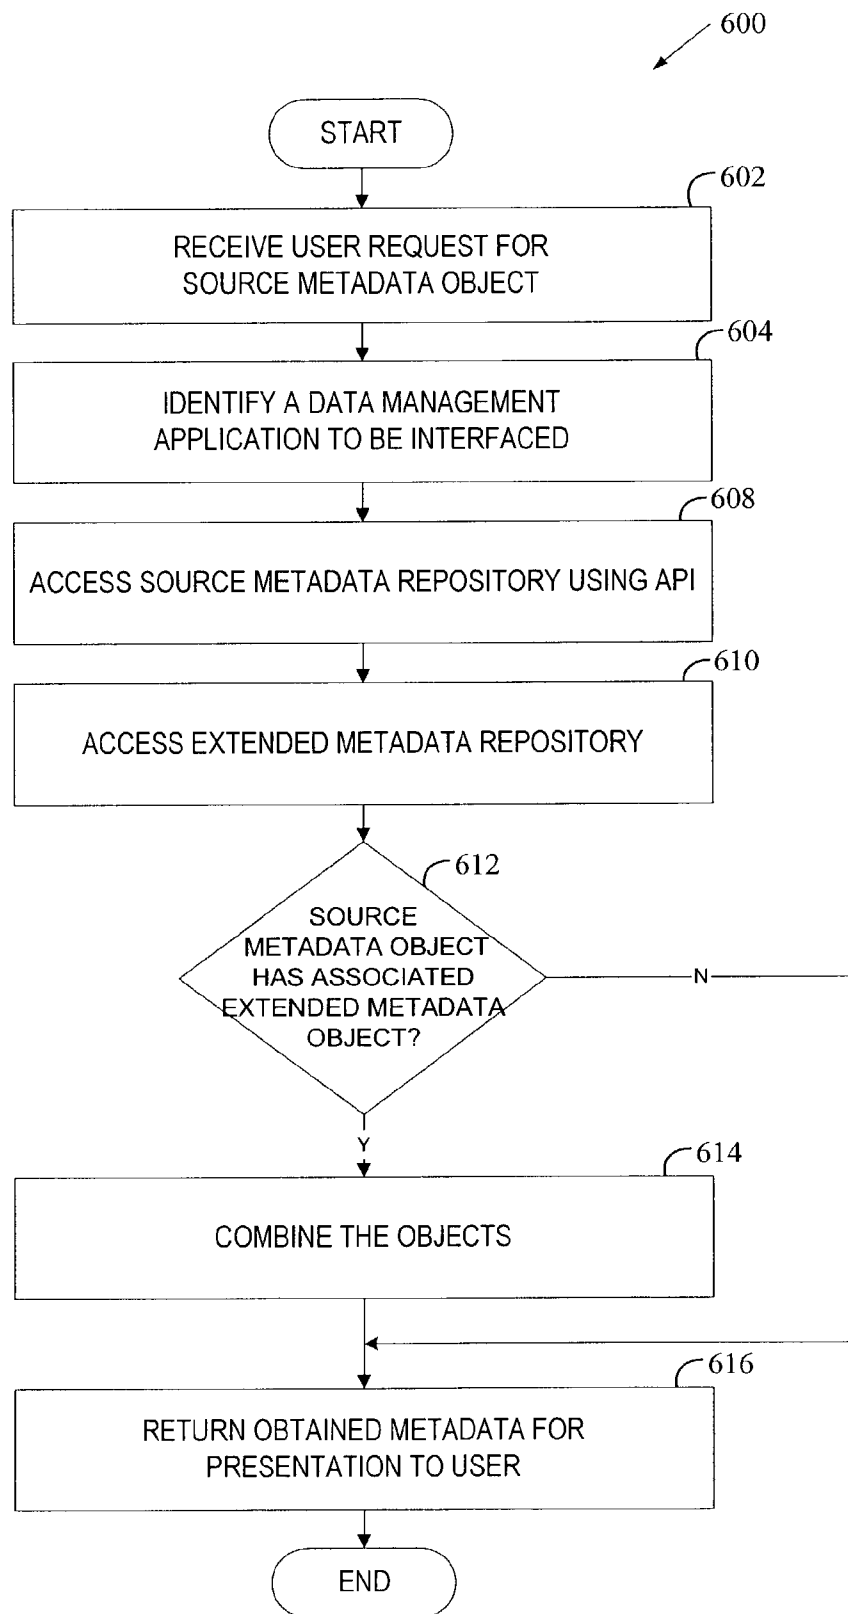 600
START
602
RECEIVE USER REQUEST FOR
SOURCE METADATA OBJECT
604
IDENTIFY A DATA MANAGEMENT
APPLICATION TO BE INTERFACED
608
ACCESS SOURCE METADATA REPOSITORY USING API
610
ACCESS EXTENDED METADATA REPOSITORY
612
SOURCE
METADATA OBJECT
HAS ASSOCIATED
EXTENDED METADATA
OBJECT?
N
Y
614
COMBINE THE OBJECTS
616
RETURN OBTAINED METADATA FOR
PRESENTATION TO USER
END